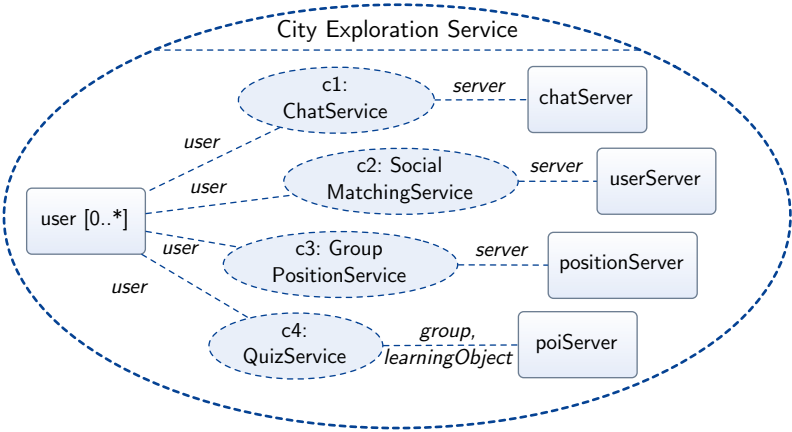 City Exploration Service
c1:
ChatService
server
chatServer
user
c2: Social
MatchingService
server
userServer
user
user [0..*]
user
c3: Group
PositionService
server
positionServer
user
c4:
QuizService
group,
learningObject
poiServer